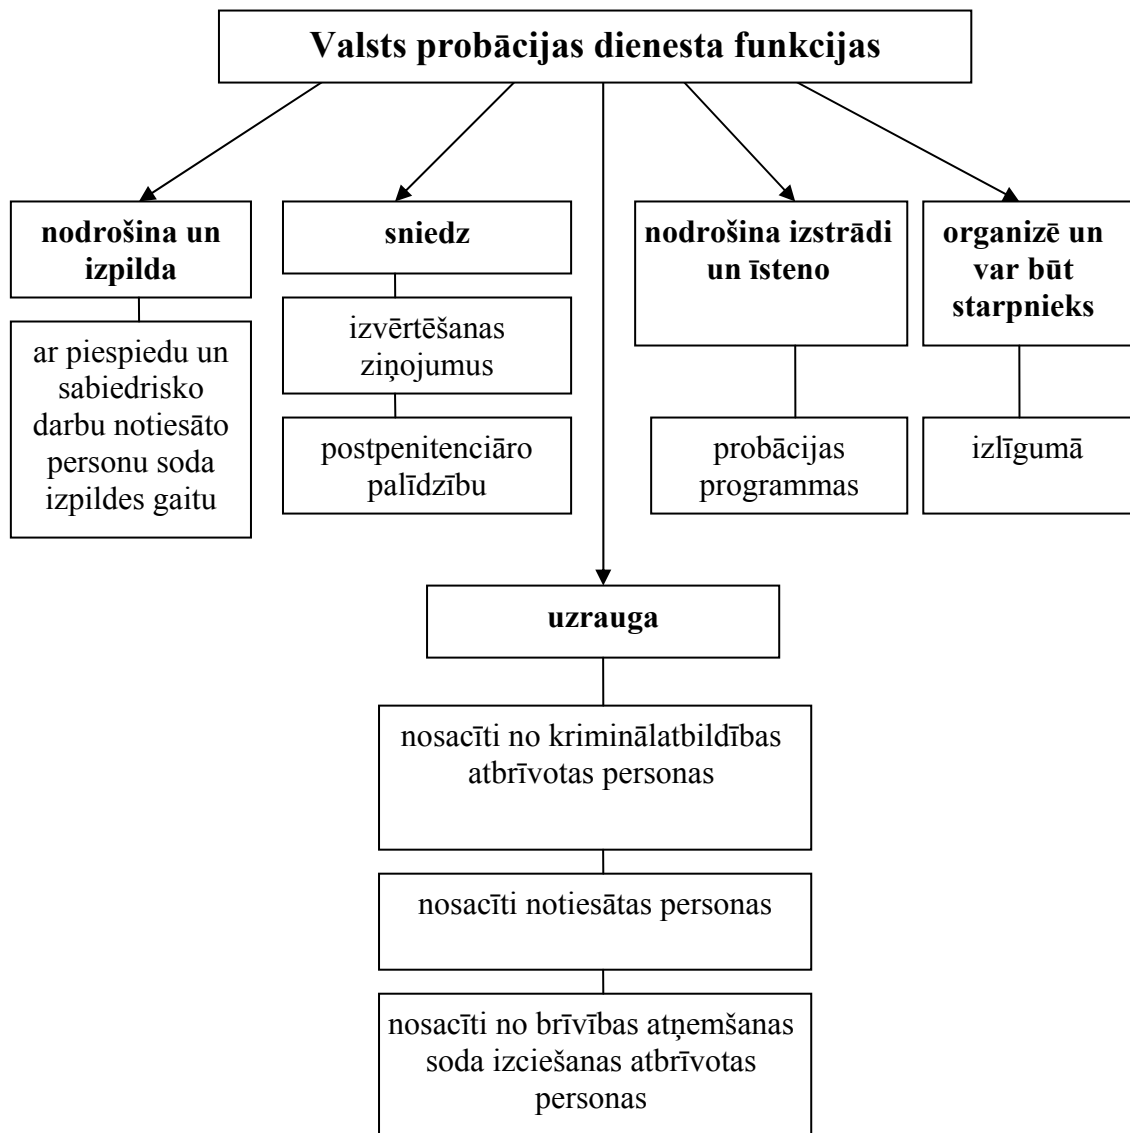 Valsts probācijas dienesta funkcijas
nodrošina un
izpilda
ar piespiedu un
sabiedrisko
darbu notiesāto
personu soda
izpildes gaitu
sniedz
izvērtēšanas
ziņojumus
postpenitenciāro
palīdzību
nodrošina izstrādi
un īsteno
probācijas
programmas
organizē un
var būt
starpnieks
izlīgumā
uzrauga
nosacīti no kriminālatbildības
atbrīvotas personas
nosacīti notiesātas personas
nosacīti no brīvības atņemšanas
soda izciešanas atbrīvotas
personas